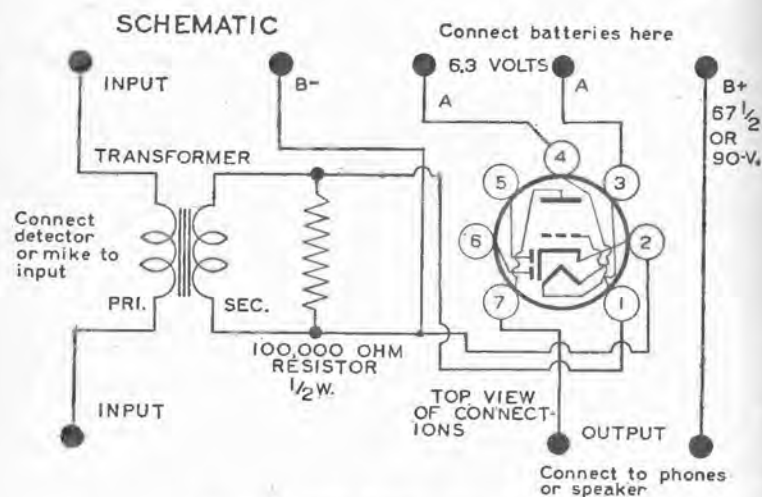 SCHEMATIC
Connect batteries here
INPUT
B-
6.3 VOLTS
A
A
B+
67 1/2
OR
90-V.
TRANSFORMER
4
5
3
Connect
detector
or mike to
input
6
2
7
1
PRI.
SEC.
100,000 OHM
RESISTOR
1/2 W.
TOP VIEW
OF CONNECT-
IONS
INPUT
OUTPUT
Connect to phones
or speaker